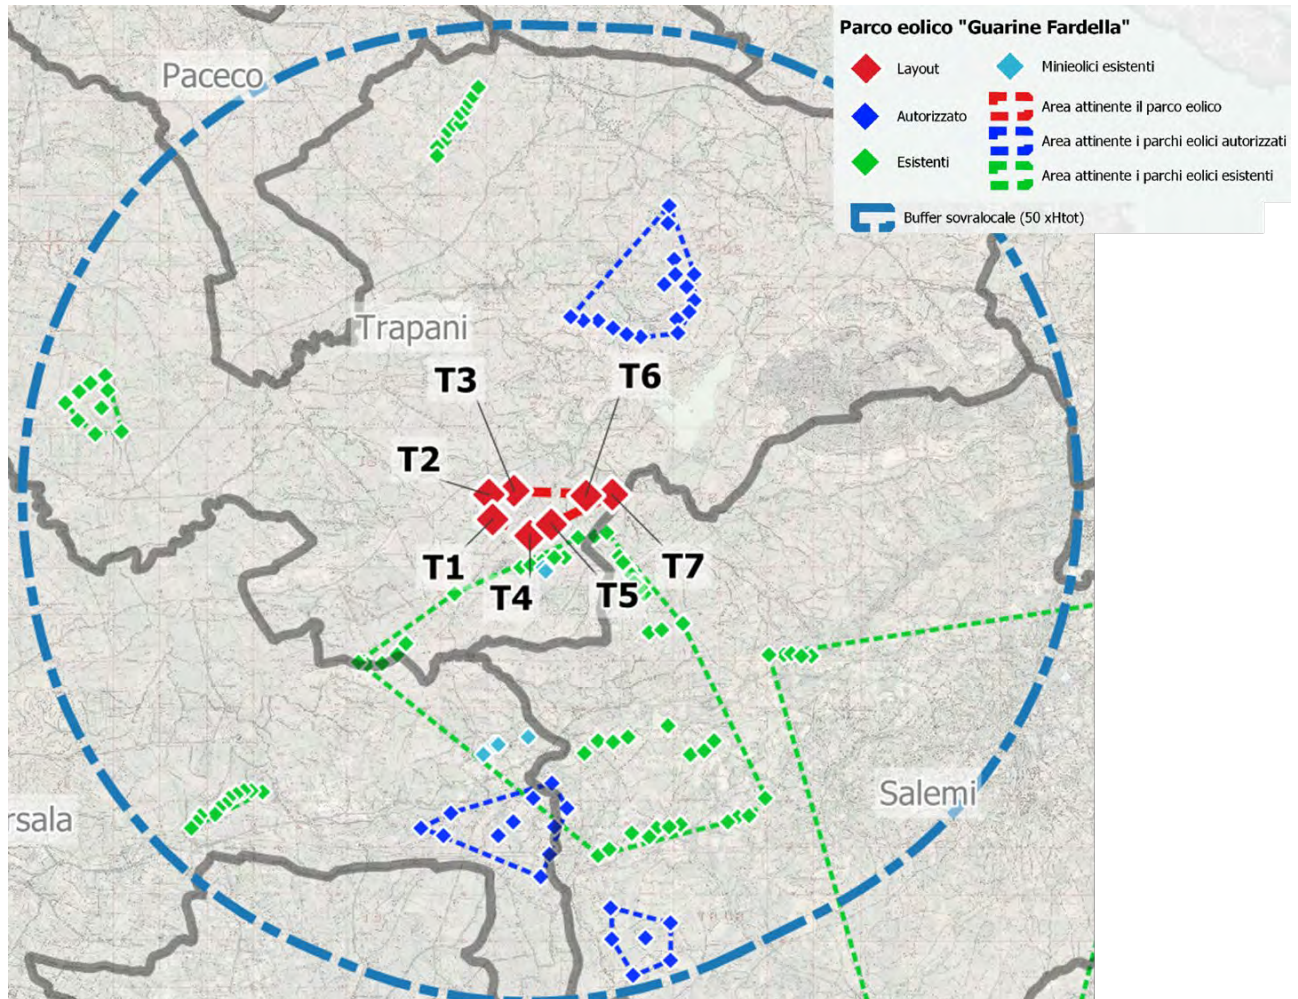 Parco eolico "Guarine Fardella"
Layout
Minieolici esistenti
Autorizzato
Area attinente il parco eolico
Area attinente i parchi eolici autorizzati
Esistenti
Area attinente i parchi eolici esistenti
Buffer sovralocale (50 xHtot)
Paceco
Trapani
T3
T6
T2
T1
T7
T4
T5
Salemi
rsala